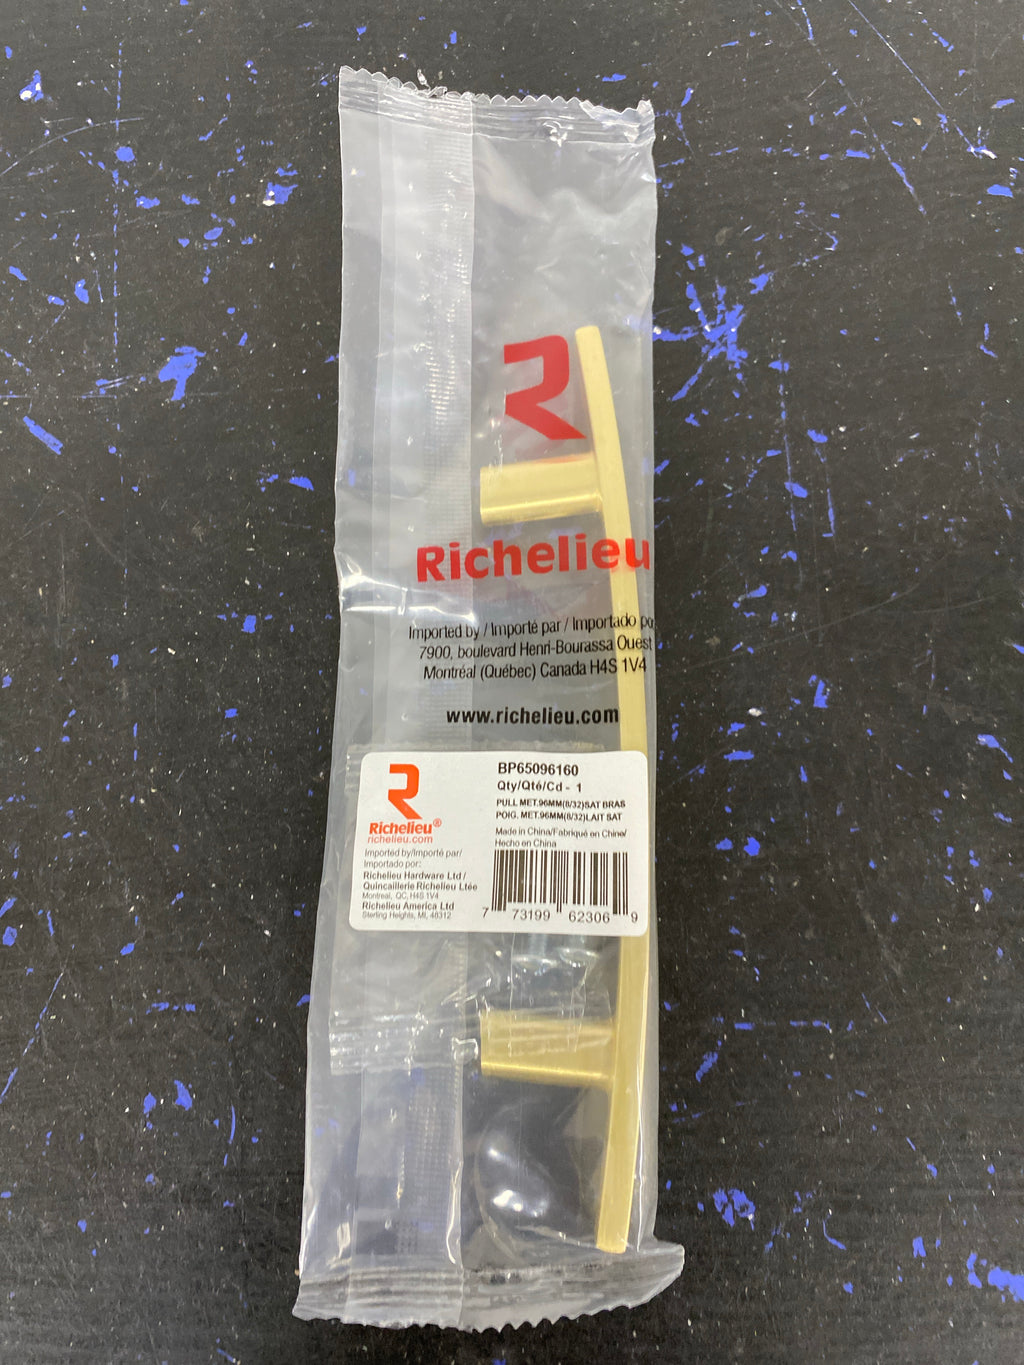 R
Richelieu
Imported by / Importé par / Importado po
7900, boulevard Henri-Bourassa Ouest
Montréal (Québec) Canada H4S 1V4
www.richelieu.com
R
Richelieu®
richelieu.com
Imported by/Importé par/
Importado por:
Richelieu Hardware Ltd /
Quincaillerie Richelieu Ltée
Montreal, QC, H4S 1V4
Richelieu America Ltd
Sterling Heights, MI, 48312
BP65096160
Qty/Qté/Cd - 1
PULL MET.96MM(8/32)SAT BRAS
POIG. MET.96MM(8/32)LAIT SAT
Made in China/Fabriqué en Chine/
Hecho en China
7 73199 62306 9